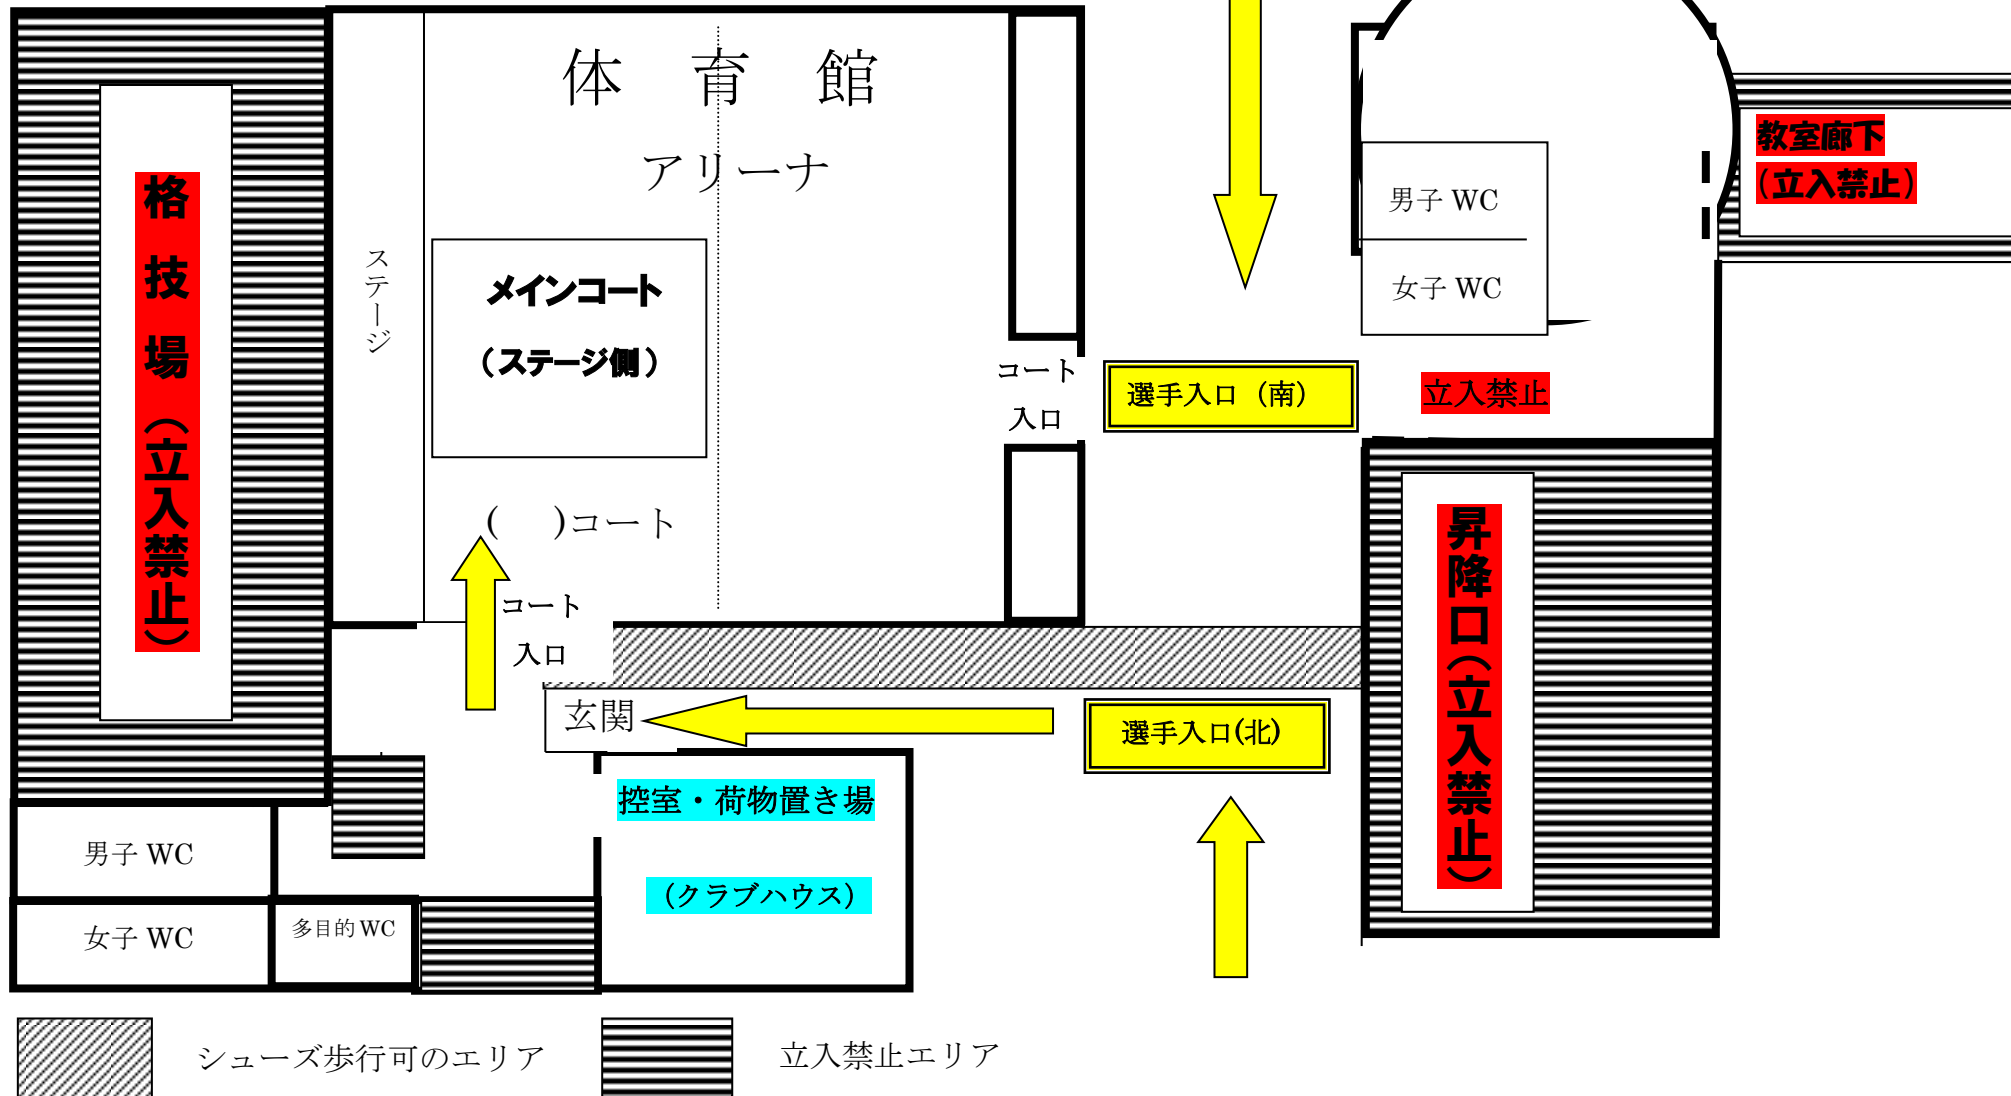 体 育 館
アリーナ
格技場（立入禁止）
ステージ
メインコート
（ステージ側）
コート
入口
(　)コート
コート
入口
玄関
選手入口（南）
選手入口(北)
男子 WC
女子 WC
立入禁止
教室廊下
（立入禁止）
昇降口（立入禁止）
控室・荷物置き場
（クラブハウス）
男子 WC
女子 WC
多目的 WC
シューズ歩行可のエリア
立入禁止エリア